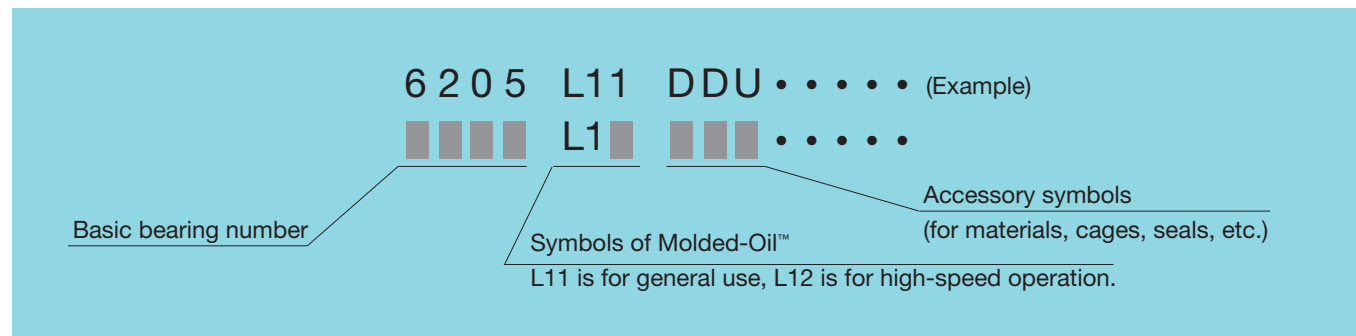 6205 L11 DDU • • • • • (Example)
L1 • • • • •
Basic bearing number
Accessory symbols
(for materials, cages, seals, etc.)
Symbols of Molded-Oil™
L11 is for general use, L12 is for high-speed operation.